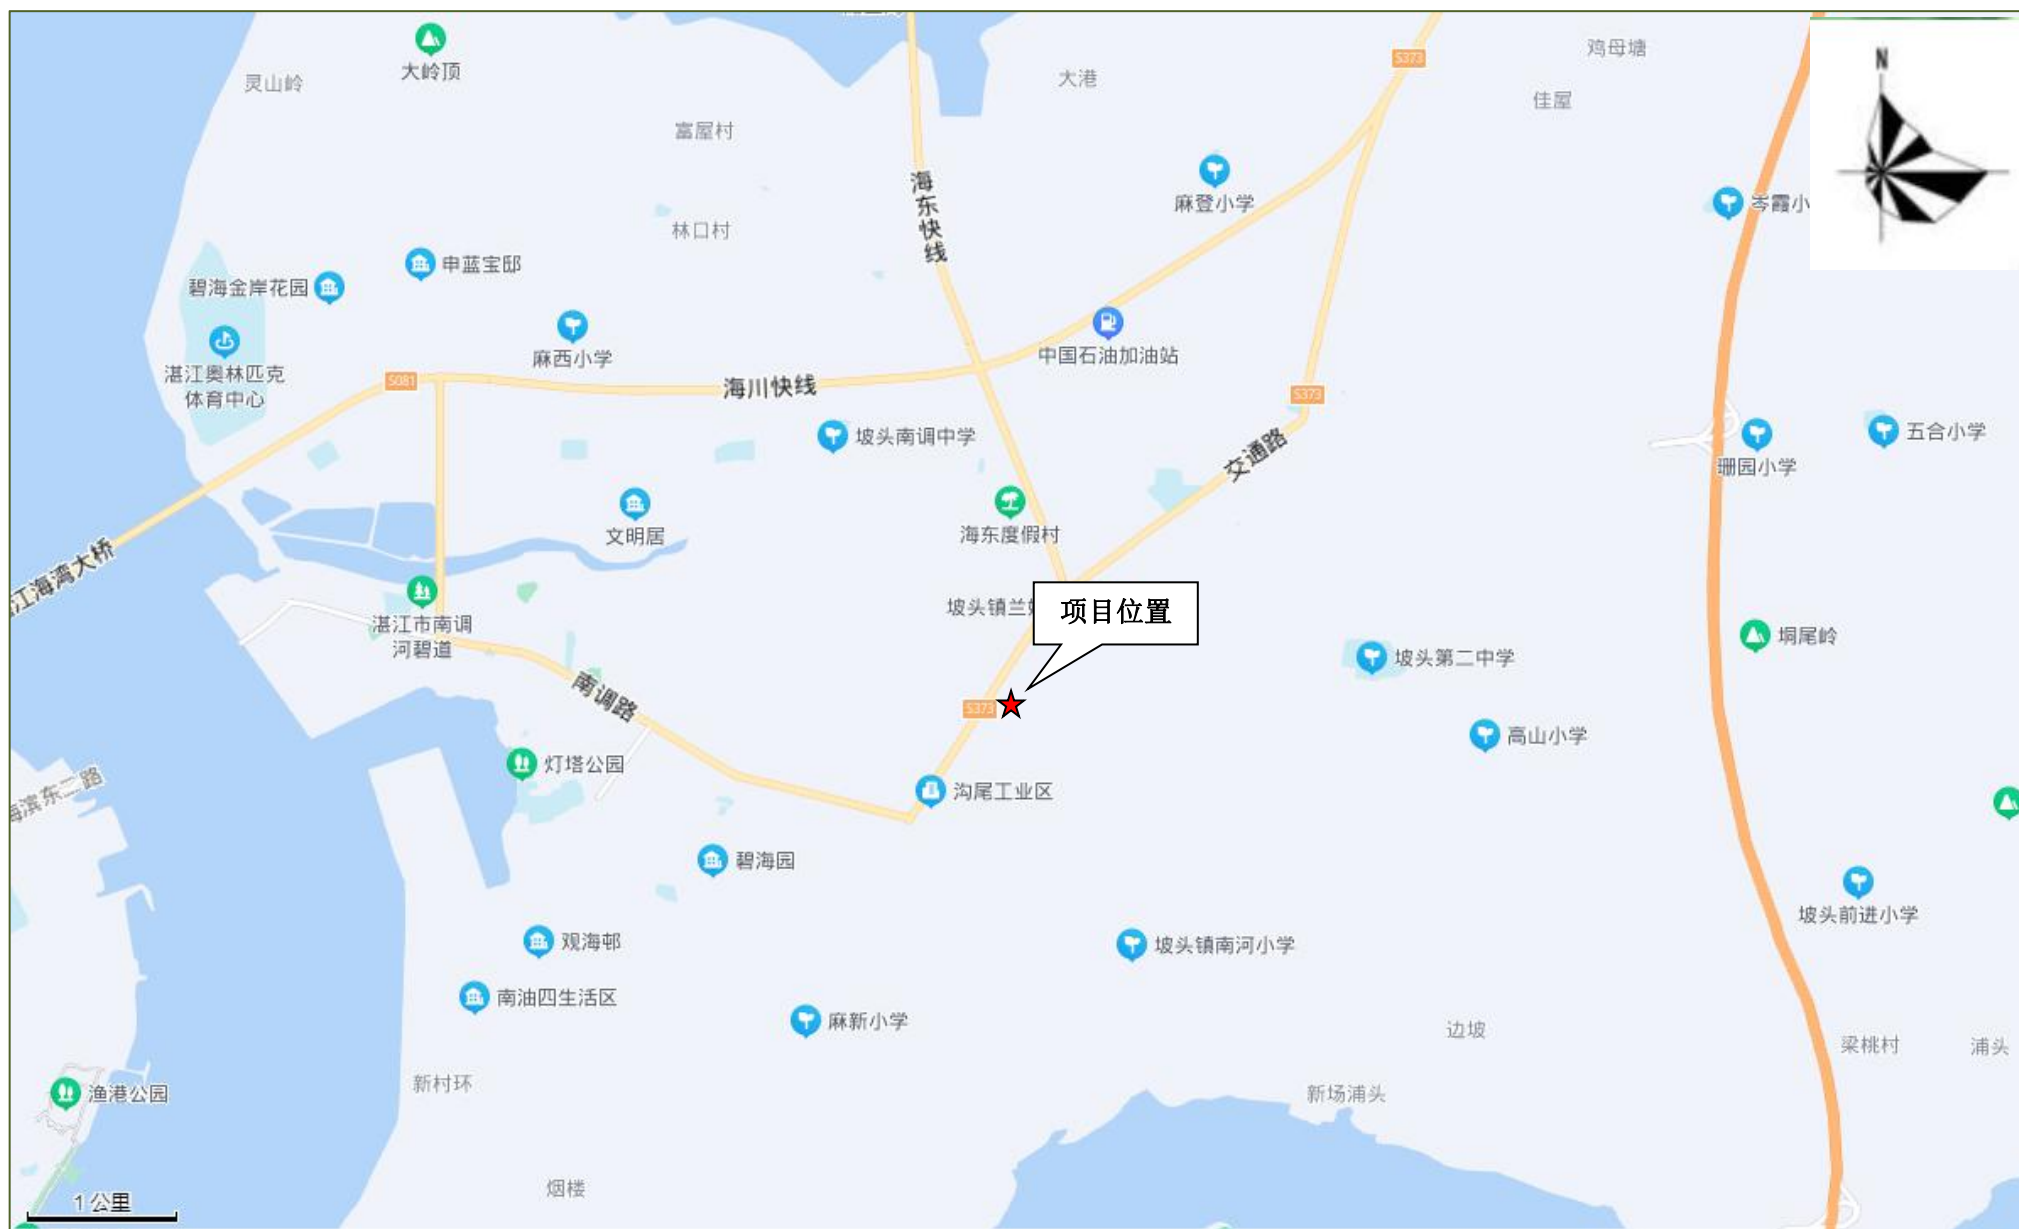 大岭顶
灵山岭
S373
鸡母塘
大港
佳屋
N
富屋村
海东快线
麻登小学
岑霞小
林口村
申蓝宝邸
碧海金岸花园
麻西小学
中国石油加油站
湛江奥林匹克
体育中心
S081
海川快线
S373
坡头南调中学
交通路
珊园小学
五合小学
文明居
海东度假村
江海湾大桥
坡头镇兰
项目位置
湛江市南调
河碧道
坡头第二中学
垌尾岭
南调路
S373
高山小学
灯塔公园
海滨东二路
沟尾工业区
碧海园
坡头前进小学
观海邨
坡头镇南河小学
南油四生活区
麻新小学
边坡
梁桃村
浦头
新村环
渔港公园
新场浦头
烟楼
1 公里